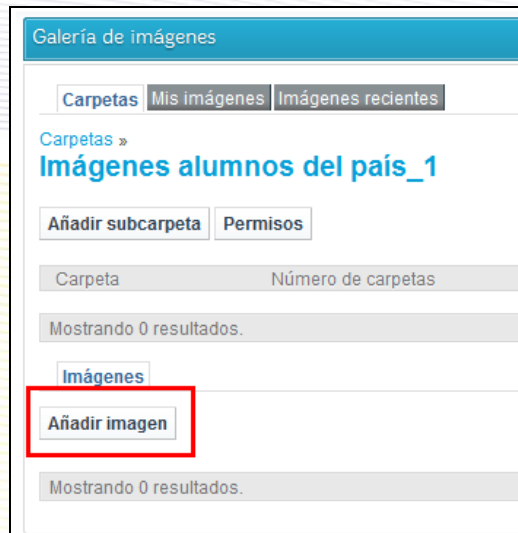 Galería de imágenes
Carpetas Mis imágenes Imágenes recientes
Carpetas »
Imágenes alumnos del país_1
Añadir subcarpeta Permisos
Carpeta Número de carpetas
Mostrando 0 resultados.
Imágenes
Añadir imagen
Mostrando 0 resultados.